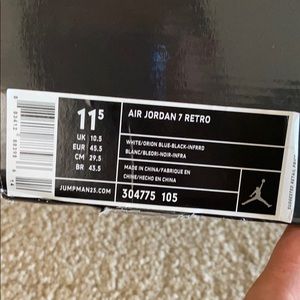 11 5
UK 10.5
EUR 45.5
CM 29.5
BR 43.5
JUMPMAN23.COM
AIR JORDAN 7 RETRO
WHITE/ORION BLUE-BLACK-INFRRD
BLANC/BLEORI-NOIR-INFRA
MADE IN CHINA/FABRIQUE EN
CHINE/HECHO EN CHINA
304775 105
SUGGESTED RETAIL